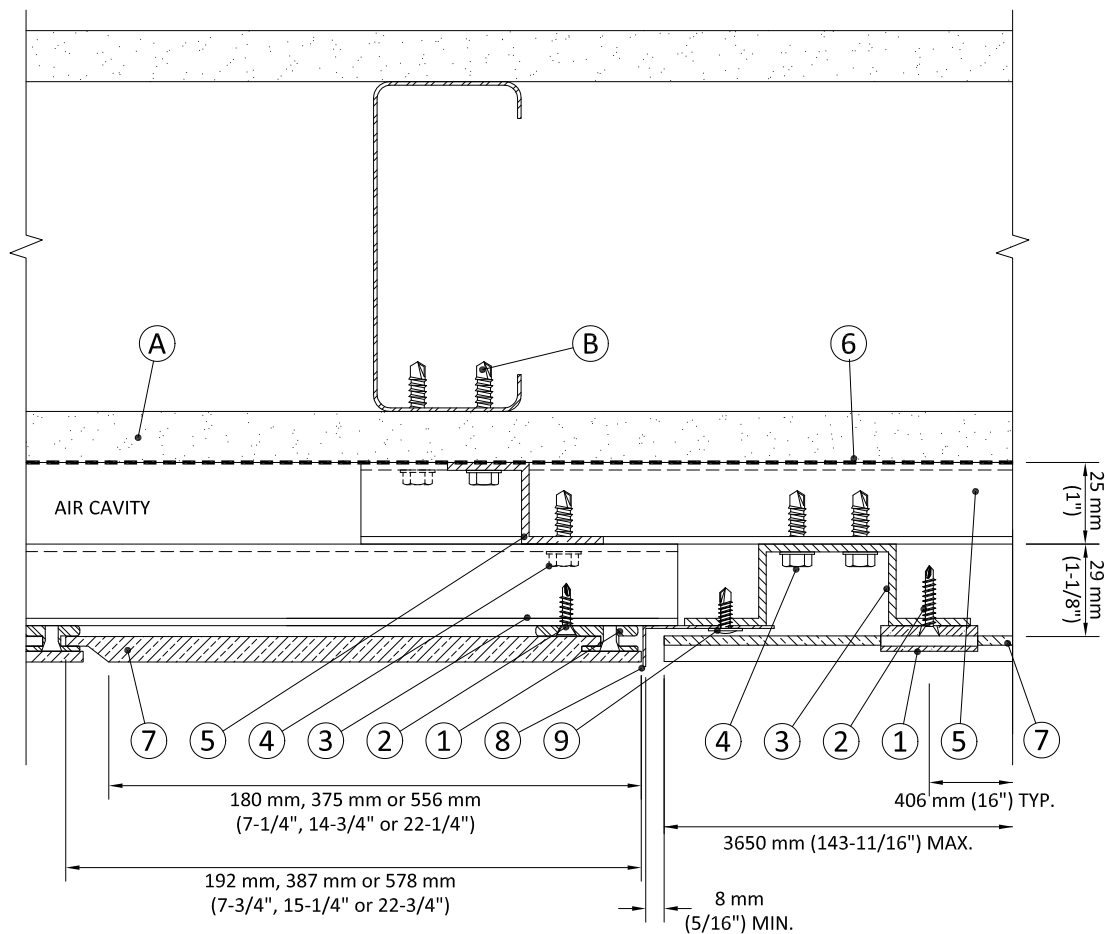 A
B
6
AIR CAVITY
25 mm
(1")
29 mm
(1-1/8")
7
5
4
3
2
1
8
9
4
3
2
1
5
7
180 mm, 375 mm or 556 mm
(7-1/4", 14-3/4" or 22-1/4")
406 mm (16") TYP.
3650 mm (143-11/16") MAX.
192 mm, 387 mm or 578 mm
(7-3/4", 15-1/4" or 22-3/4")
8 mm
(5/16") MIN.